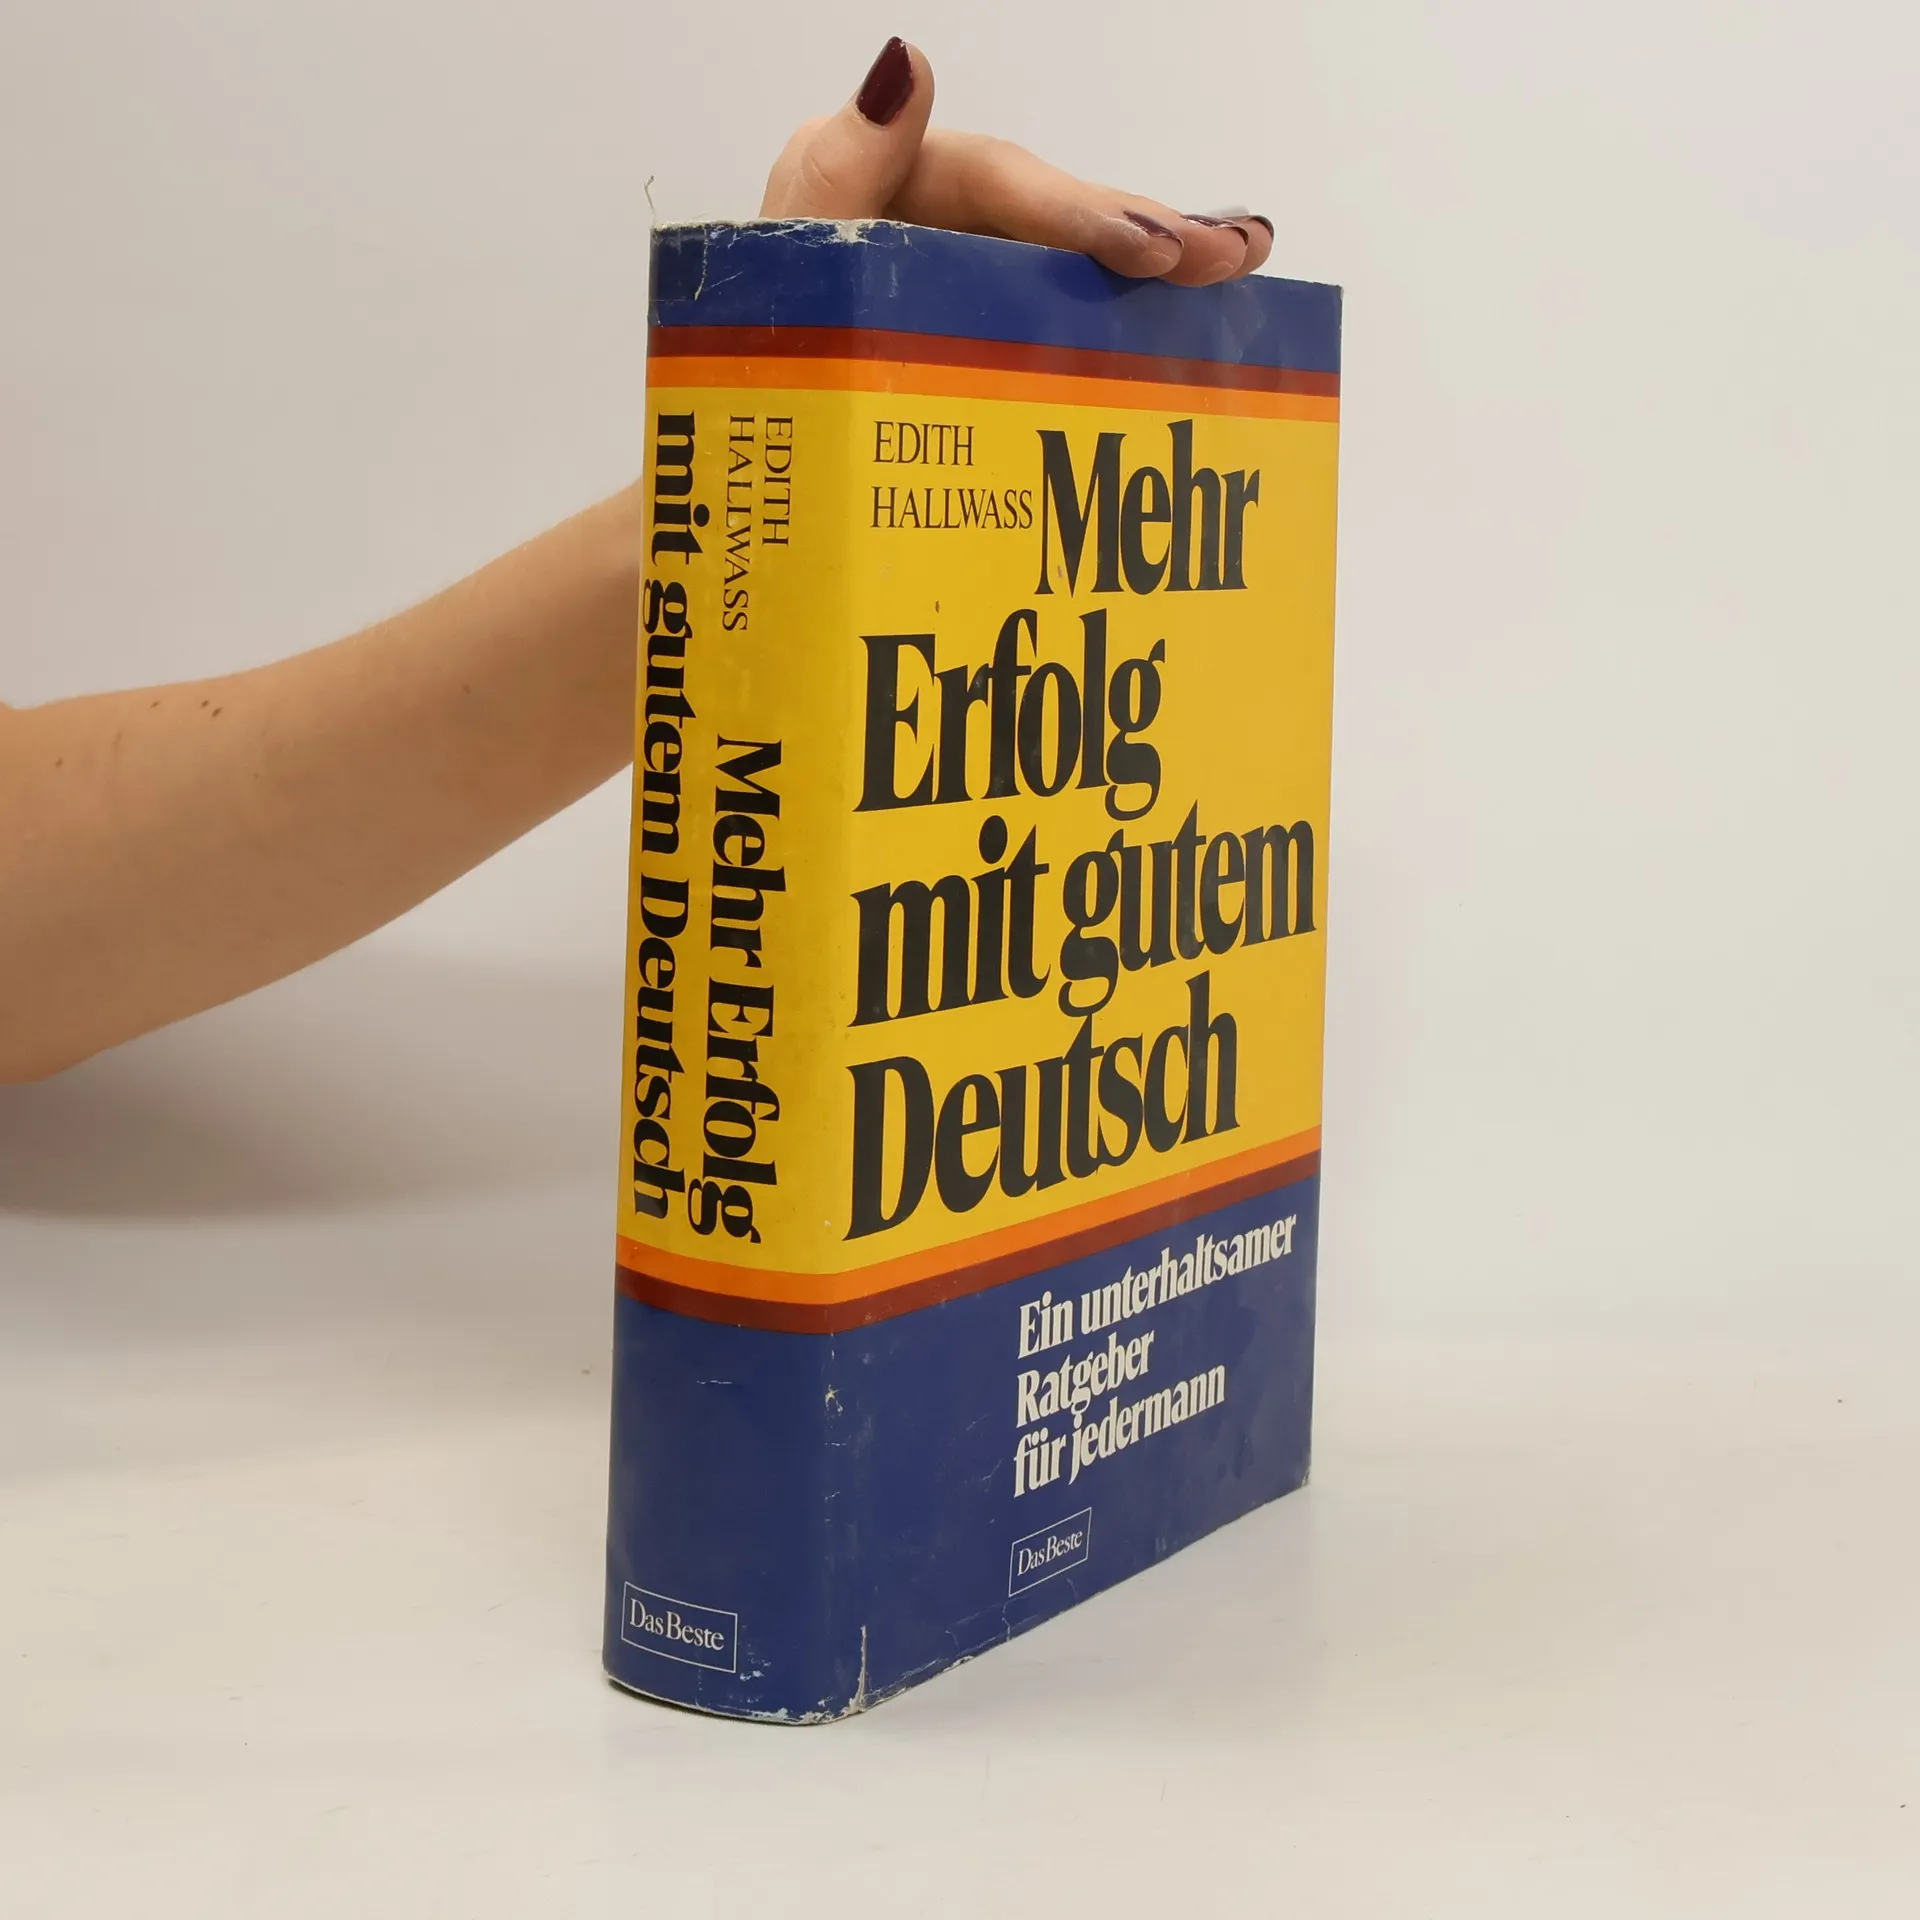 EDITH
HALLWASS
Mehr Erfolg
mit gutem Deutsch
Das Beste
EDITH
HALLWASS
Mehr
Erfolg
mit gutem
Deutsch
Ein unterhaltsamer
Ratgeber
für jedermann
Das Beste